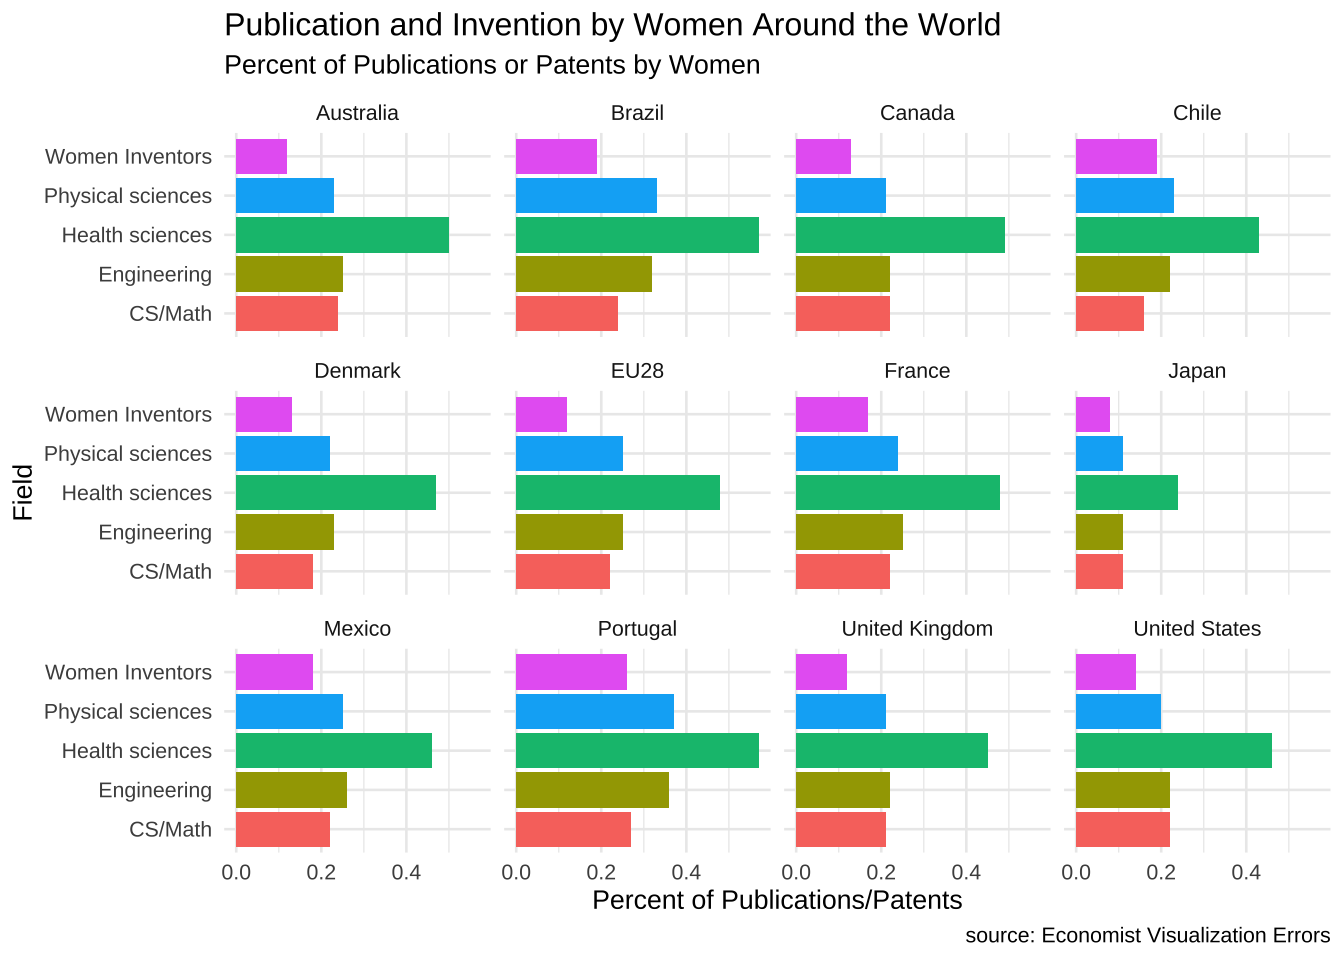 Publication and Invention by Women Around the World
Percent of Publications or Patents by Women
Australia
Brazil
Canada
Chile
Women Inventors
Physical sciences
Health sciences
Engineering
CS/Math
Denmark
EU28
France
Japan
Women Inventors
Physical sciences
Health sciences
Engineering
CS/Math
Field
Mexico
Portugal
United Kingdom
United States
Women Inventors
Physical sciences
Health sciences
Engineering
CS/Math
0.0 0.2 0.4 0.0 0.2 0.4 0.0 0.2 0.4 0.0 0.2 0.4
Percent of Publications/Patents
source: Economist Visualization Errors